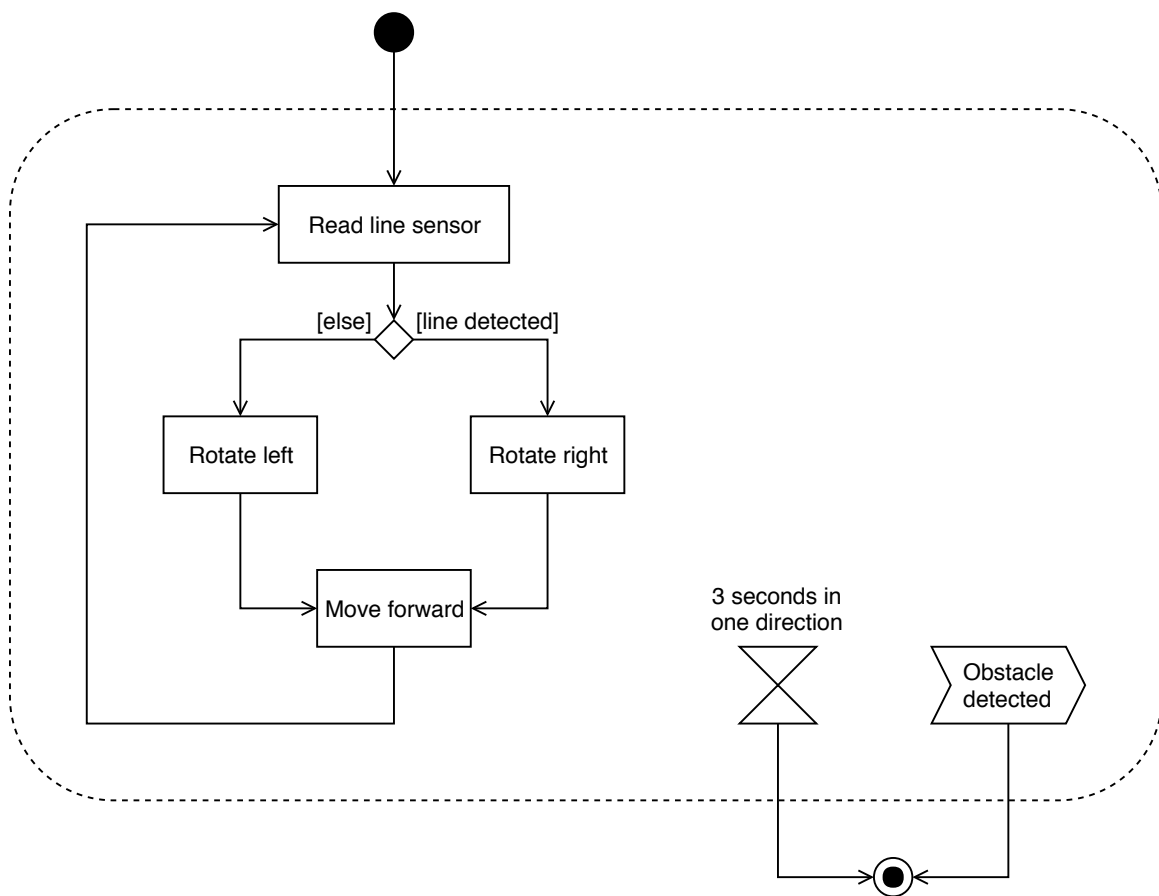 Read line sensor
[else]
[line detected]
Rotate left
Rotate right
Move forward
3 seconds in
one direction
Obstacle
detected